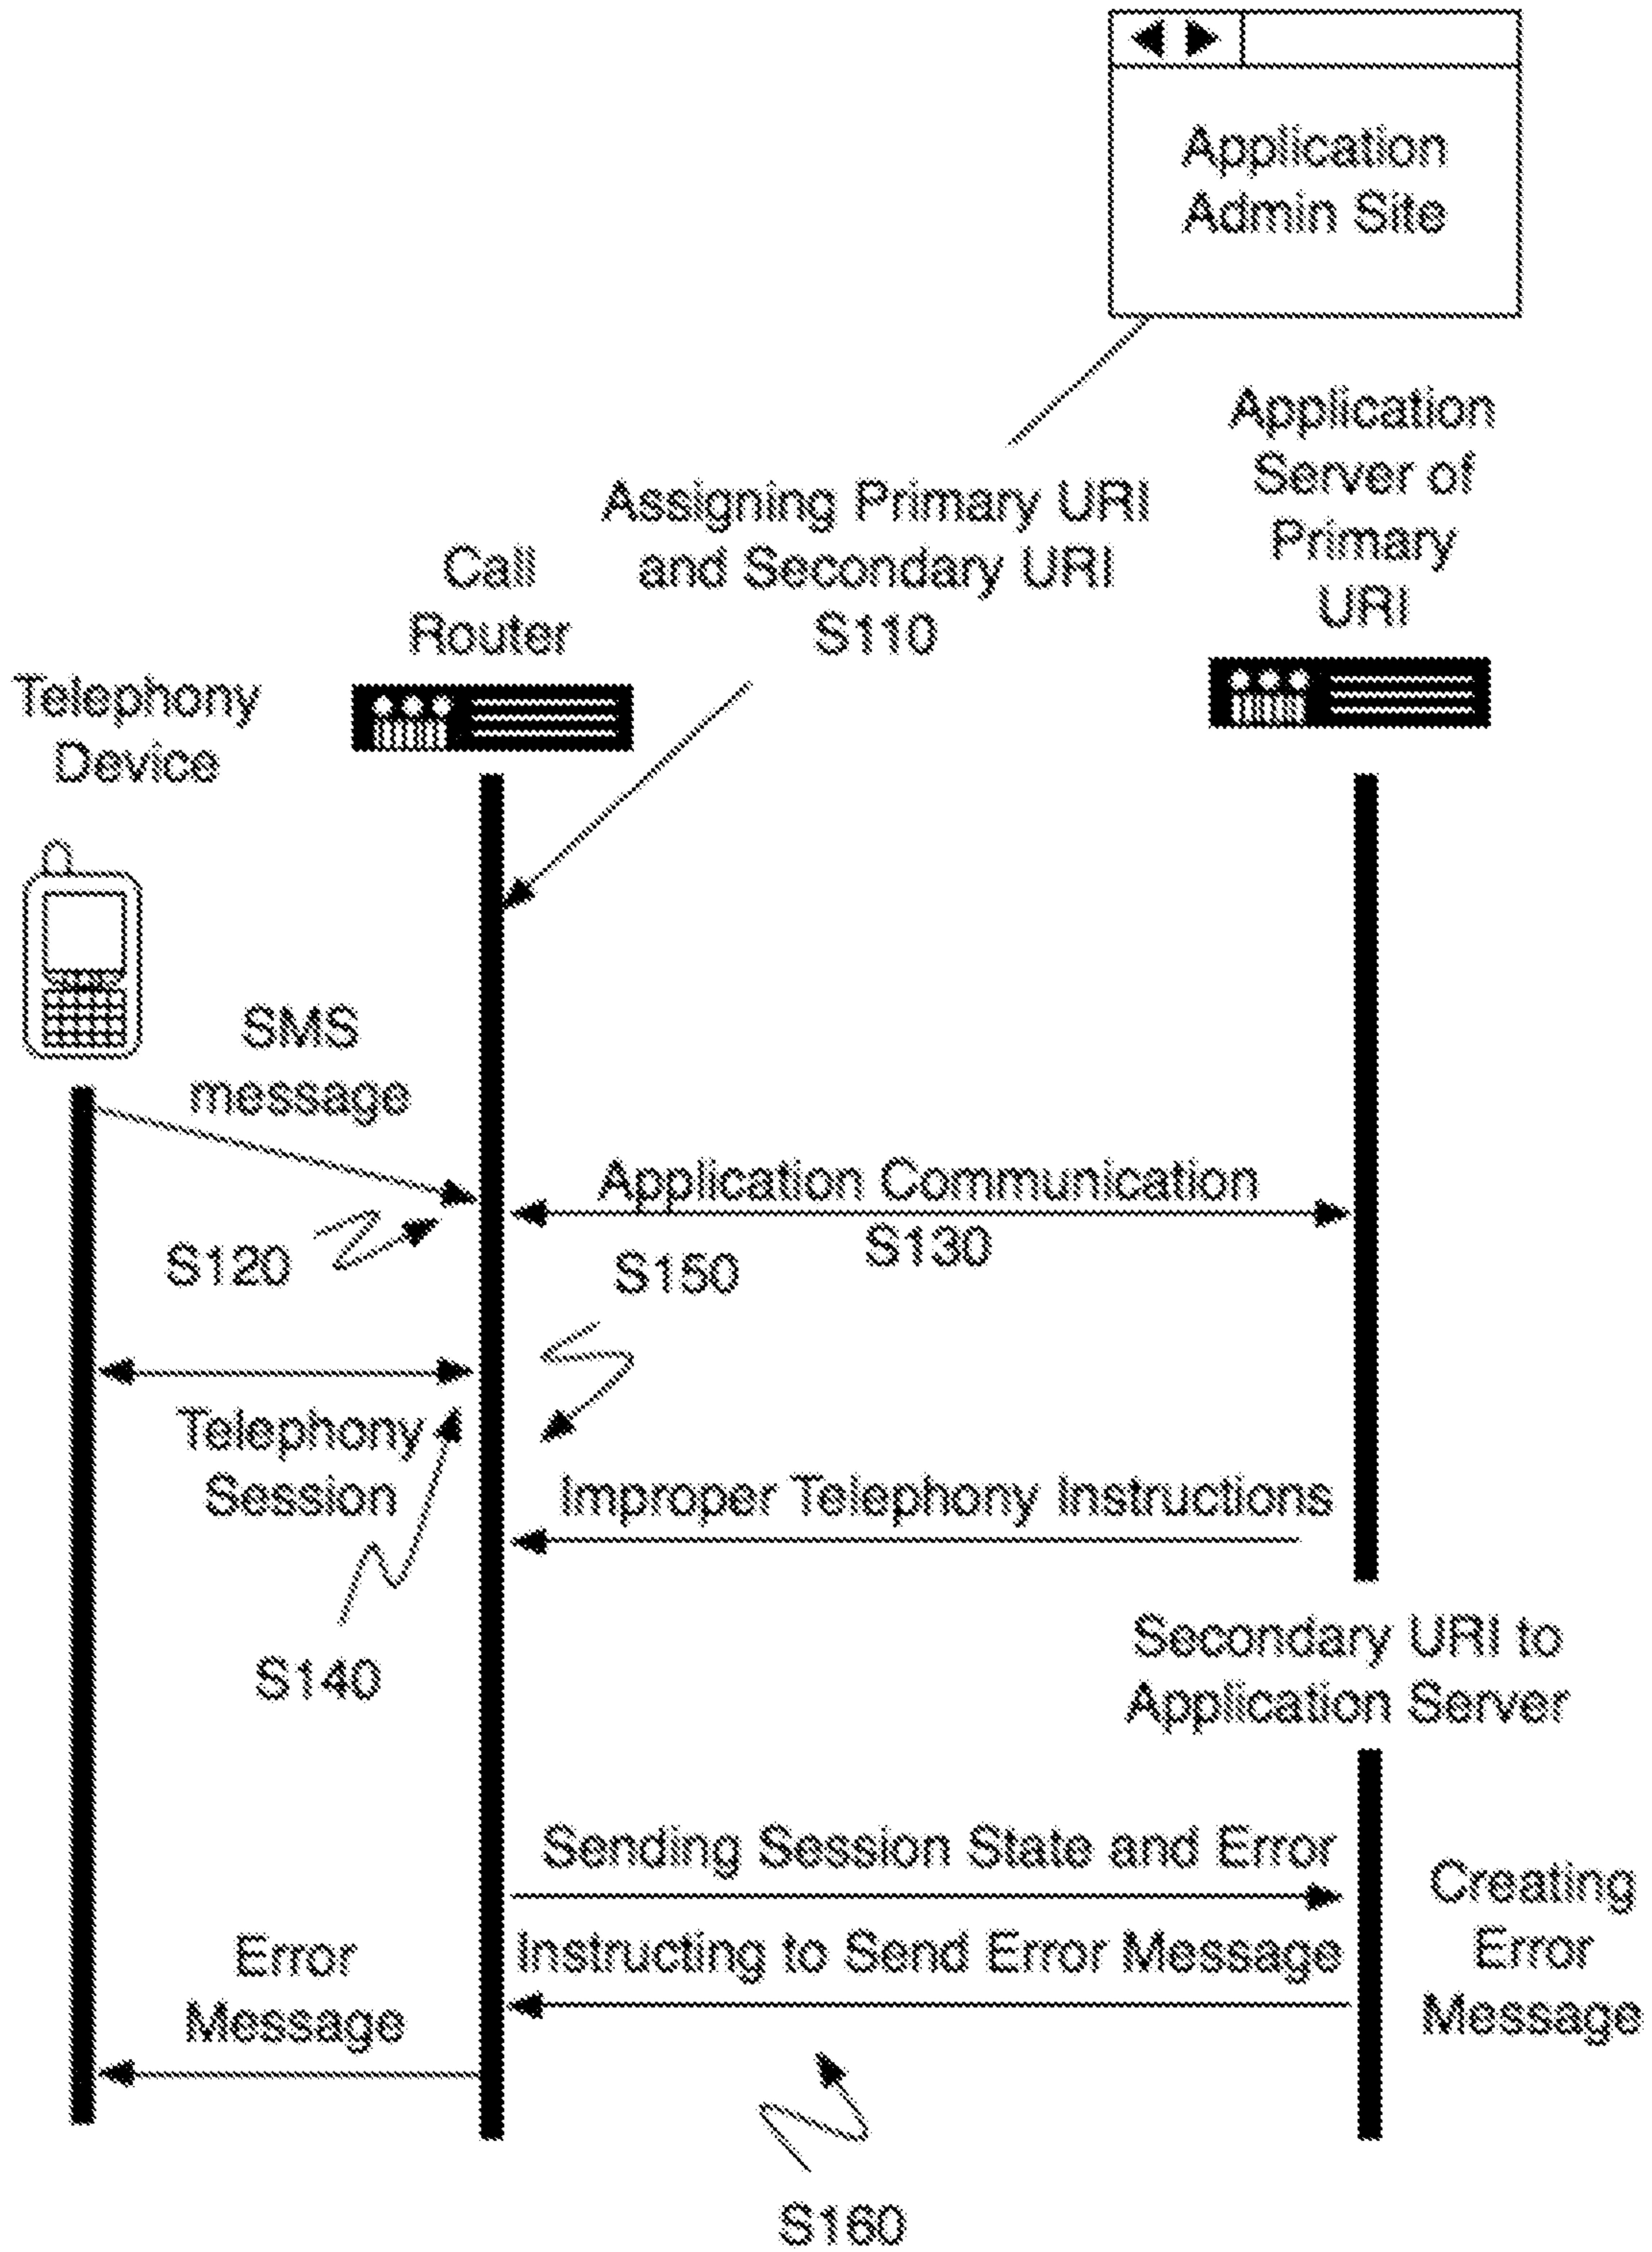 Application
Admin Site
Application
Server of
Primary
URI
Assigning Primary URI
and Secondary URI
S110
Call
Router
Telephony
Device
SMS
message
Application Communication
S130
S120
S150
Telephony
Session
Improper Telephony Instructions
S140
Secondary URI to
Application Server
Sending Session State and Error
Creating
Error
Message
Instructing to Send Error Message
Error
Message
S160